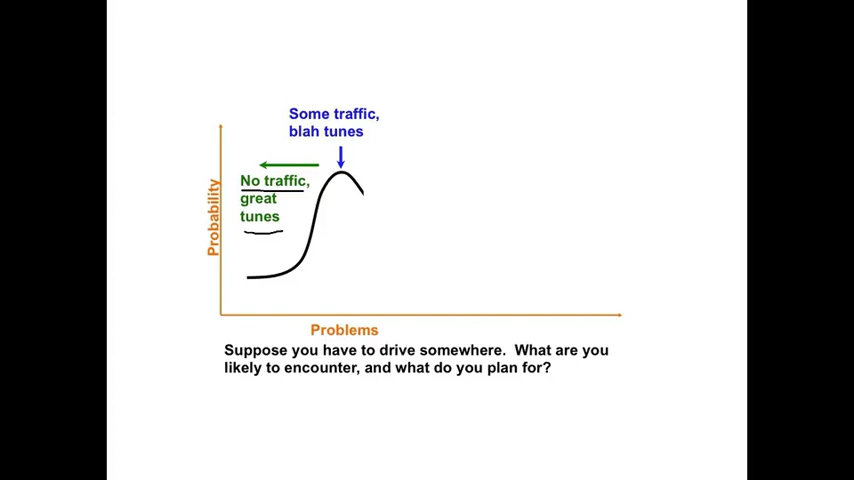 Some traffic,
blah tunes
No traffic,
great
tunes
Probability
Problems
Suppose you have to drive somewhere.  What are you
likely to encounter, and what do you plan for?